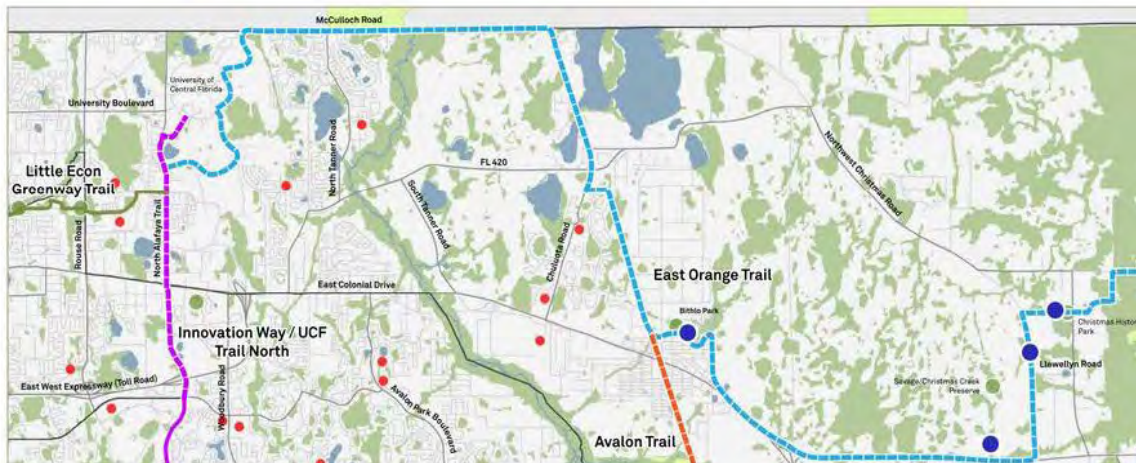 McCulloch Road
University of
Central Florida
University Boulevard
Little Econ
Greenway Trail
North Tanner Road
FL 420
Northwest Christmas Road
South Tanner Road
Rouse Road
North Alafaya Trail
Chuluota Road
East Orange Trail
East Colonial Drive
Bithlo Park
Innovation Way / UCF
Trail North
Christmas Histor
Park
Llewellyn Road
East West Expressway (Toll Road)
Woodbury Road
Avalon Park Boulevard
Savage/Christmas Creek
Preserve
Avalon Trail